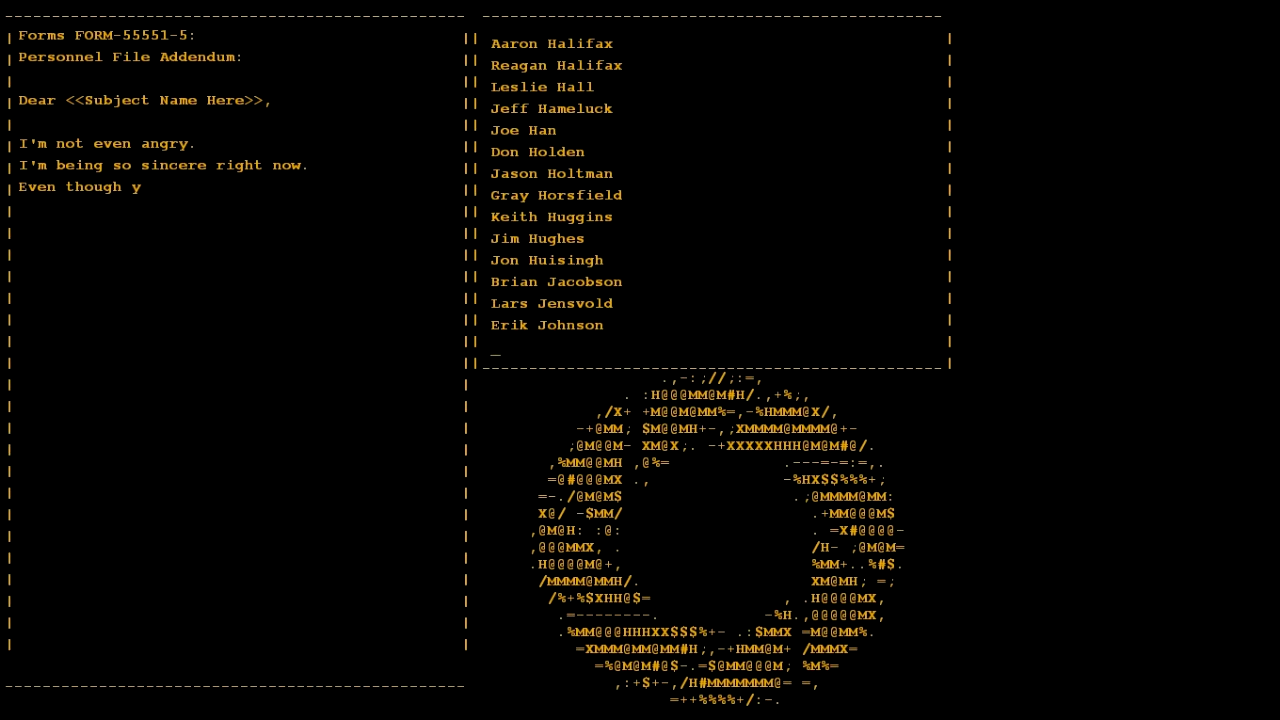 Forms FORM-55551-5:
Personnel File Addendum:
Dear <<Subject Name Here>>,
I'm not even angry.
I'm being so sincere right now.
Even though y
Aaron Halifax
Reagan Halifax
Leslie Hall
Jeff Hameluck
Joe Han
Don Holden
Jason Holtman
Gray Horsfield
Keith Huggins
Jim Hughes
Jon Huisingh
Brian Jacobson
Lars Jensvold
Erik Johnson
_